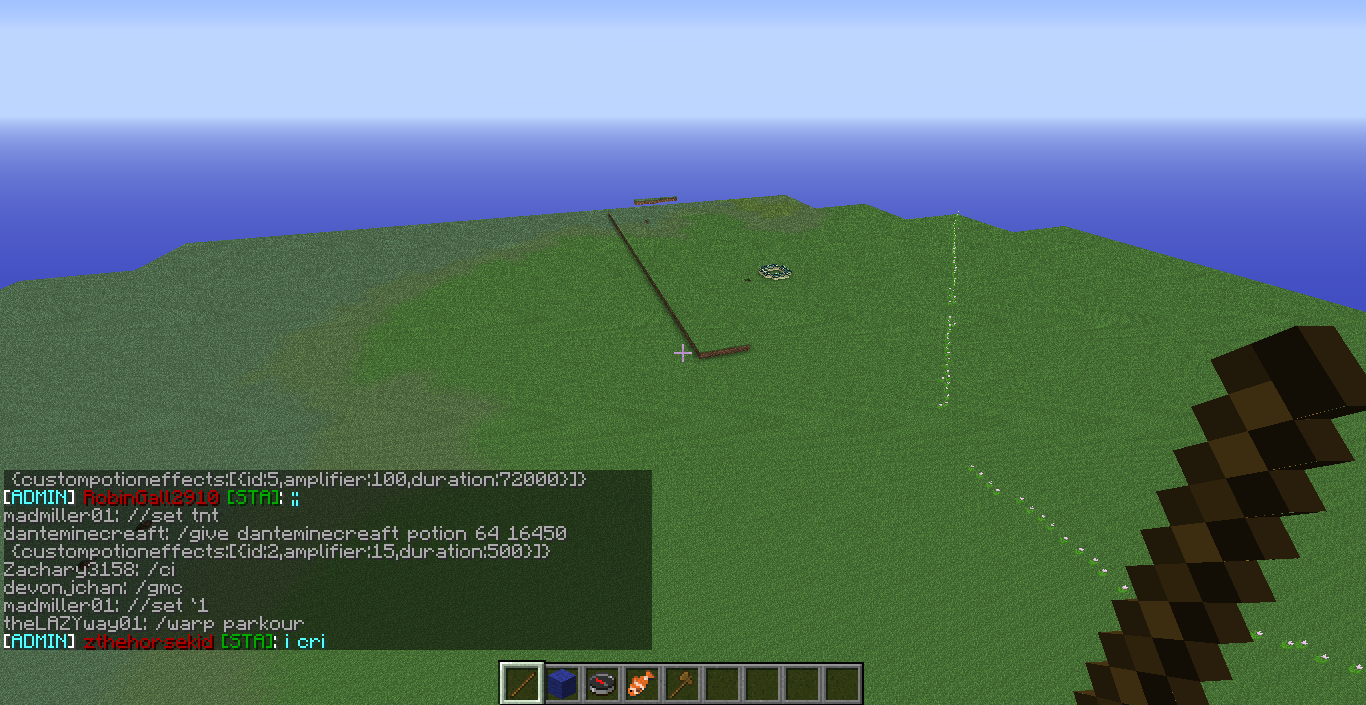 {custompotioneffects:[{id:5,amplifier:100,duration:72000}]}
[ADMIN] RobinGall2910 [STA]: ;;
madmiller01: //set tnt
danteminecreaft: /give danteminecreaft potion 64 16450
{custompotioneffects:[{id:2,amplifier:15,duration:500}]}
Zachary3158: /ci
devonjchan: /gmc
madmiller01: //set `1
theLAZYway01: /warp parkour
[ADMIN] zthehorsekid [STA]: i cri